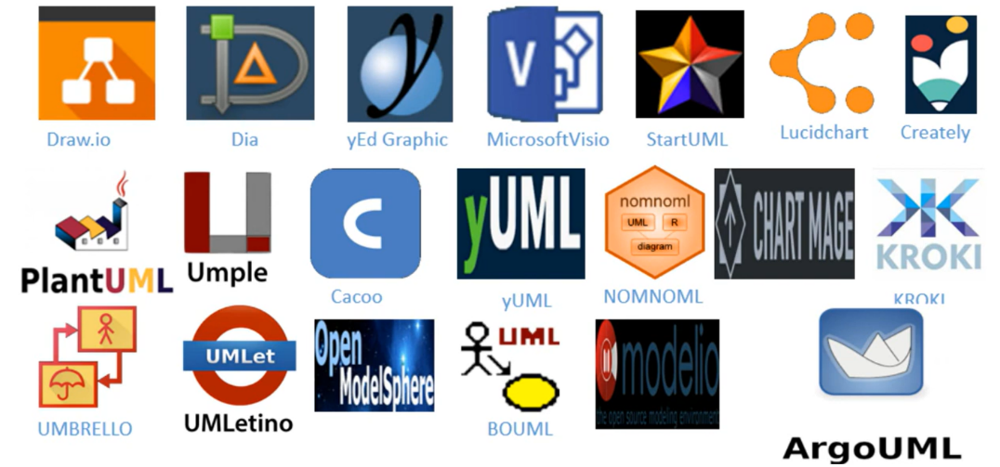 V
Draw.io
Dia
yEd Graphic
MicrosoftVisio
StartUML
Lucidchart
Creately
PlantUML
Umple
C
Cacoo
yUML
yUML
nomnoml
UML
R
diagram
NOMNOML
CHART MAGE
KROKI
KROKI
UMBRELLO
UMLet
UMLetino
Open
ModelSphere
UML
BOUML
modelio
the open source modeling environment
ArgoUML